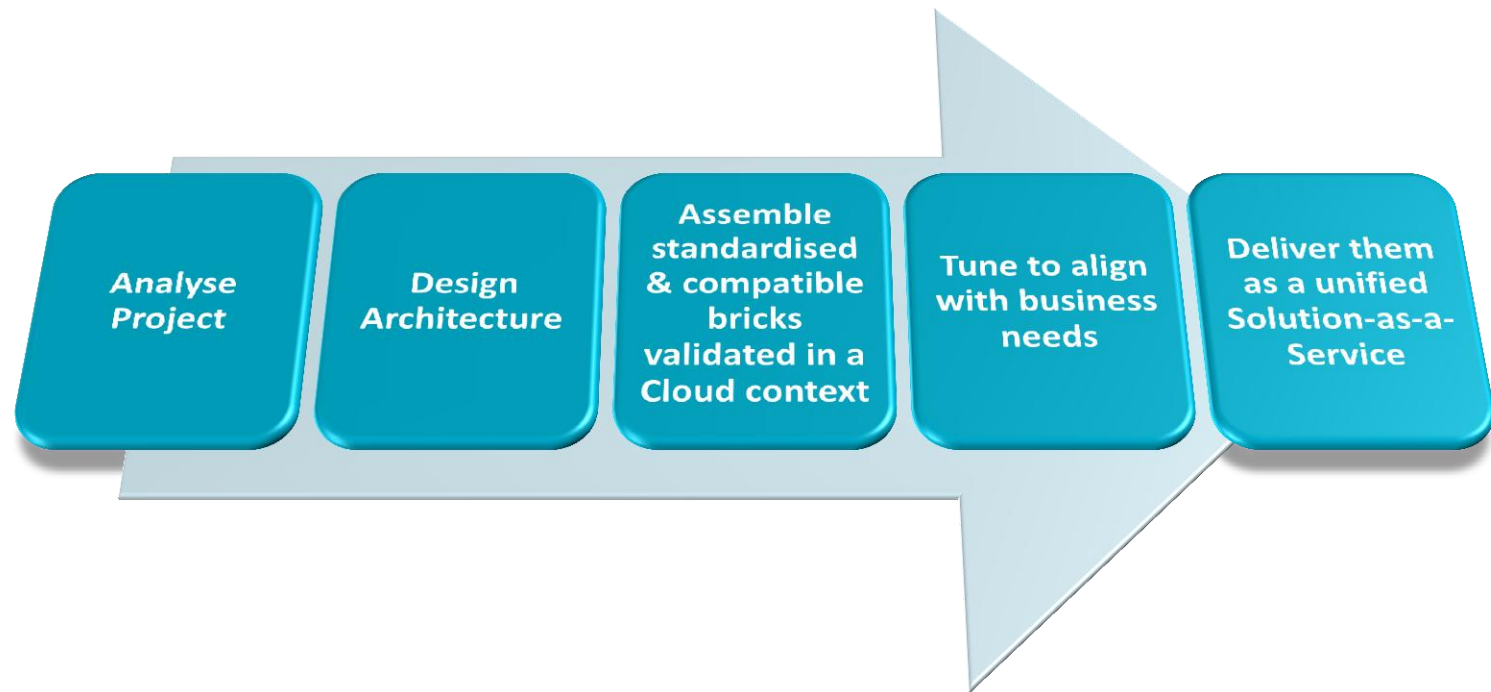 Analyse
Project
Design
Architecture
Assemble
standardised
& compatible
bricks
validated in a
Cloud context
Tune to align
with business
needs
Deliver them
as a unified
Solution-as-a-
Service